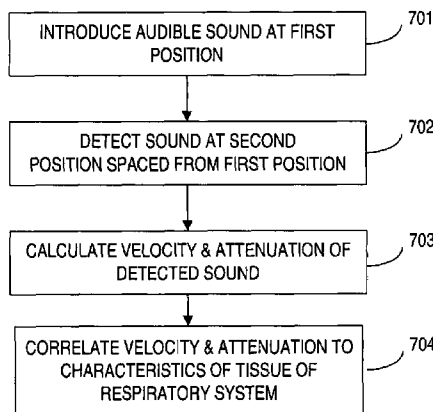 INTRODUCE AUDIBLE SOUND AT FIRST
POSITION
701
DETECT SOUND AT SECOND
POSITION SPACED FROM FIRST POSITION
702
CALCULATE VELOCITY & ATTENUATION OF
DETECTED SOUND
703
CORRELATE VELOCITY & ATTENUATION TO
CHARACTERISTICS OF TISSUE OF
RESPIRATORY SYSTEM
704